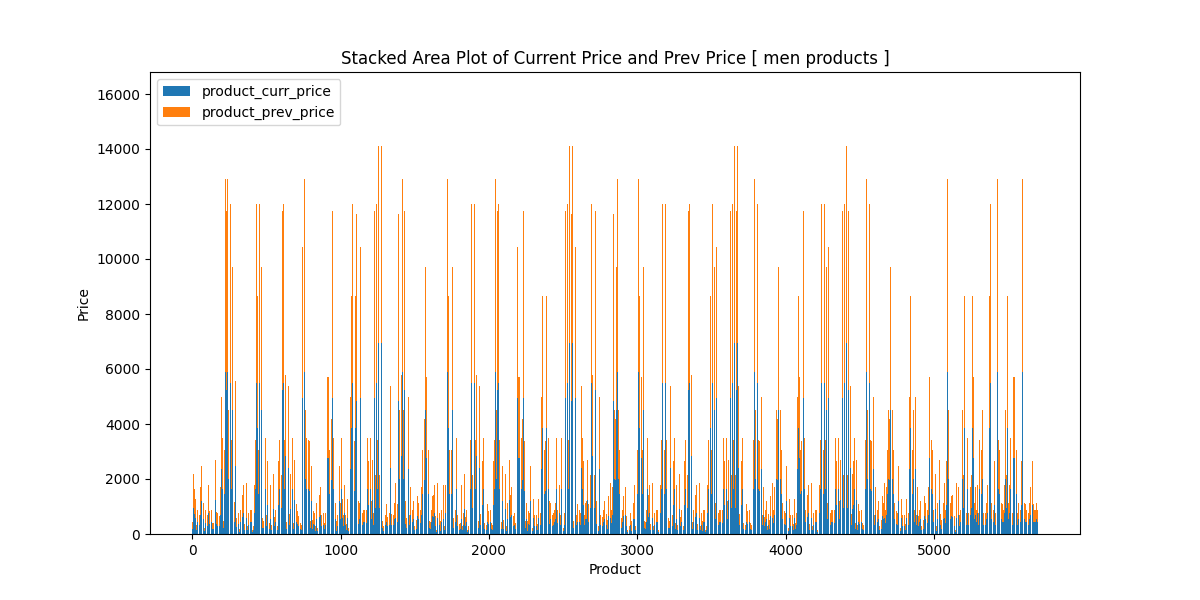 Stacked Area Plot of Current Price and Prev Price [ men products ]
product_curr_price
product_prev_price
16000
14000
12000
10000
8000
6000
4000
2000
0
Price
0 1000 2000 3000 4000 5000
Product